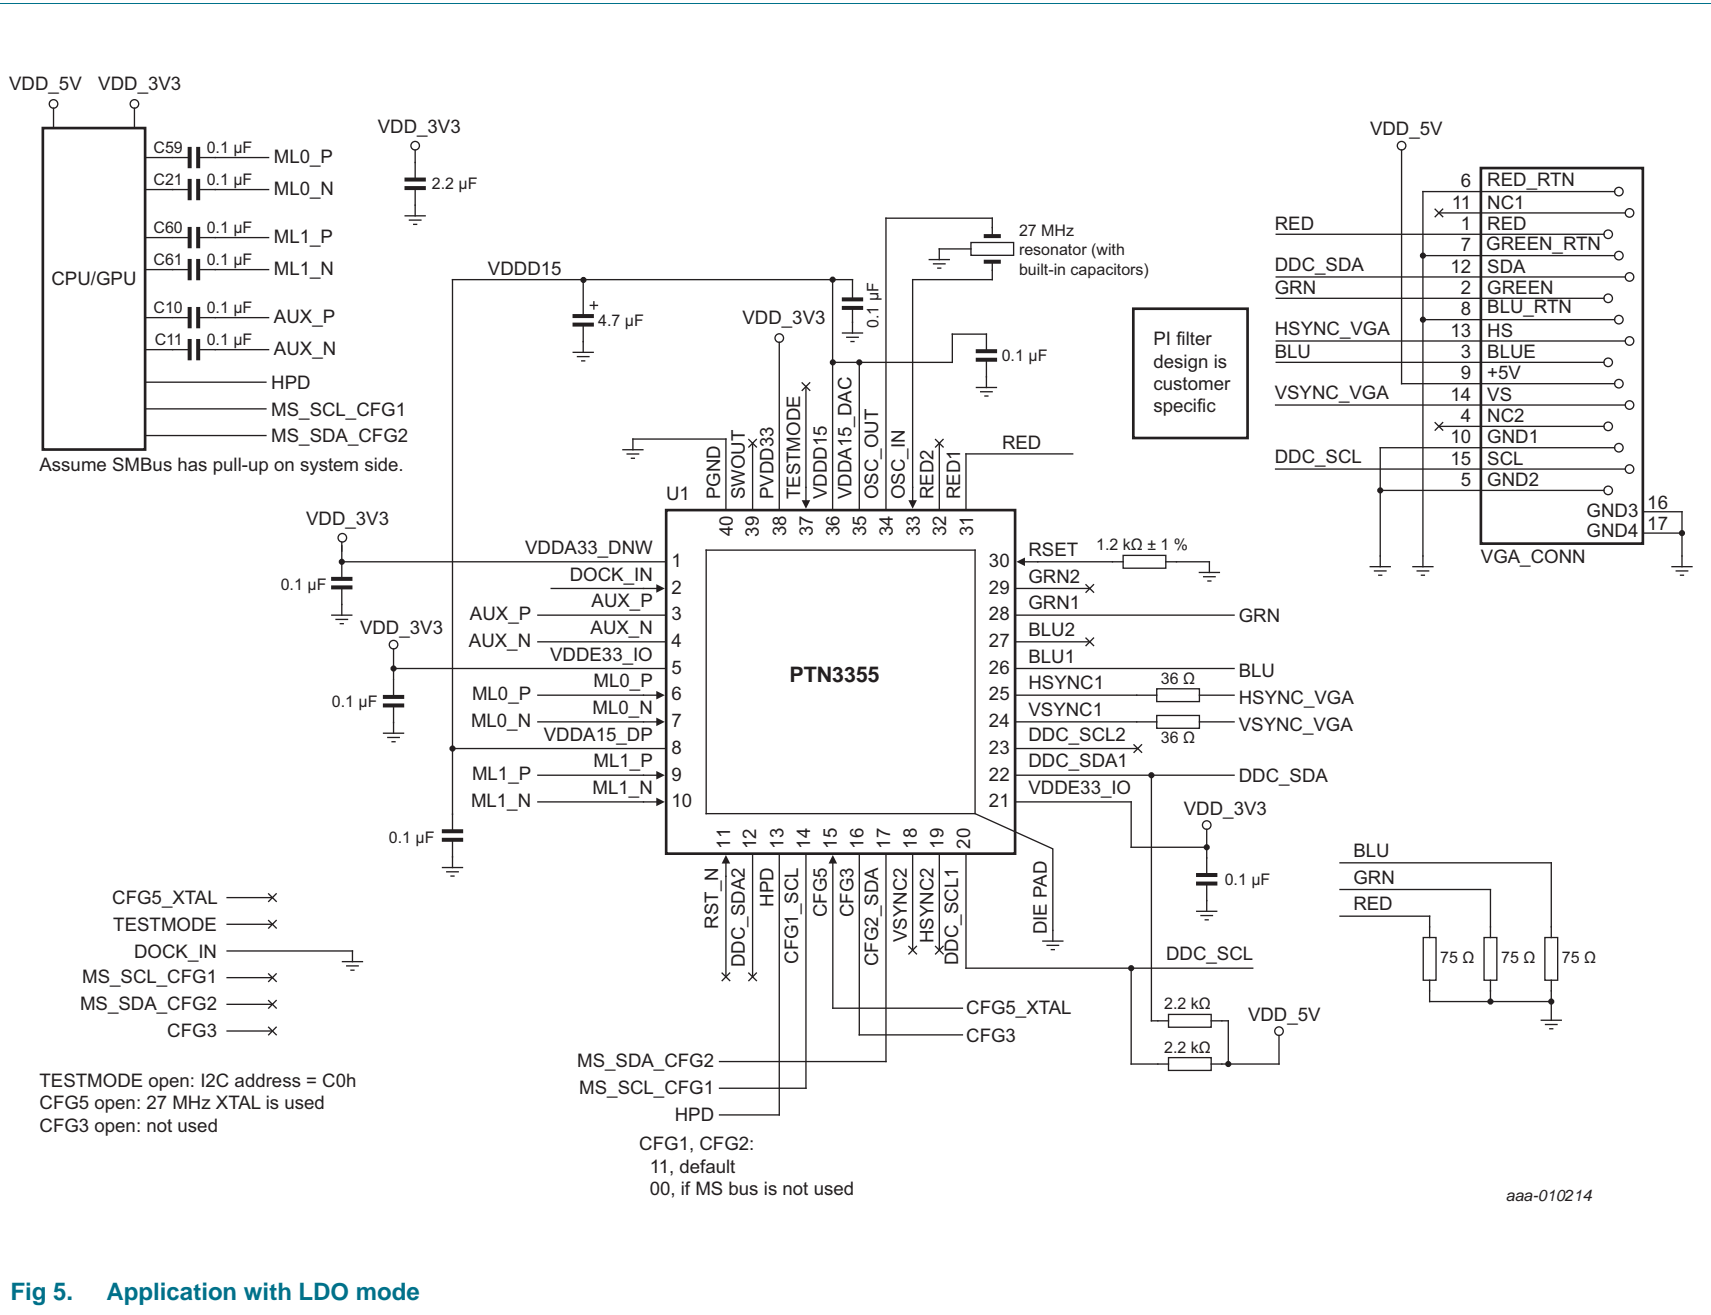 VDD_5V VDD_3V3
CPU/GPU
C59 0.1 µF ML0_P
C21 0.1 µF ML0_N
C60 0.1 µF ML1_P
C61 0.1 µF ML1_N
C10 0.1 µF AUX_P
C11 0.1 µF AUX_N
HPD
MS_SCL_CFG1
MS_SDA_CFG2
Assume SMBus has pull-up on system side.
VDD_3V3
2.2 µF
VDDD15
+
4.7 µF
VDD_3V3
0.1 µF
0.1 µF
27 MHz
resonator (with
built-in capacitors)
PI filter
design is
customer
specific
VDD_5V
6 RED_RTN
11 NC1
RED 1 RED
7 GREEN_RTN
DDC_SDA 12 SDA
GRN 2 GREEN
8 BLU_RTN
HSYNC_VGA 13 HS
BLU 3 BLUE
9 +5V
VSYNC_VGA 14 VS
4 NC2
10 GND1
DDC_SCL 15 SCL
5 GND2
GND3 16
GND4 17
VGA_CONN
U1
PGND
SWOUT
PVDD33
TESTMODE
VDDD15
VDDA15_DAC
OSC_OUT
OSC_IN
RED2
RED1
RED
40 39 38 37 36 35 34 33 32 31
VDD_3V3
0.1 µF
VDDA33_DNW 1
DOCK_IN 2
AUX_P AUX_P 3
AUX_N AUX_N 4
VDD_3V3
0.1 µF
VDDE33_IO 5
ML0_P ML0_P 6
ML0_N ML0_N 7
VDDA15_DP 8
ML1_P ML1_P 9
ML1_N ML1_N 10
0.1 µF
PTN3355
30 RSET 1.2 kΩ ± 1 %
29 GRN2
28 GRN1 GRN
27 BLU2
26 BLU1 BLU
25 HSYNC1 36 Ω HSYNC_VGA
24 VSYNC1 36 Ω VSYNC_VGA
23 DDC_SCL2
22 DDC_SDA1 DDC_SDA
21 VDDE33_IO
VDD_3V3
0.1 µF
11 12 13 14 15 16 17 18 19 20
RST_N
DDC_SDA2
HPD
CFG1_SCL
CFG5
CFG3
CFG2_SDA
VSYNC2
HSYNC2
DDC_SCL1
DIE PAD
DDC_SCL
CFG5_XTAL
CFG3
2.2 kΩ
2.2 kΩ
VDD_5V
MS_SDA_CFG2
MS_SCL_CFG1
HPD
CFG1, CFG2:
11, default
00, if MS bus is not used
BLU
GRN
RED
75 Ω 75 Ω 75 Ω
CFG5_XTAL
TESTMODE
DOCK_IN
MS_SCL_CFG1
MS_SDA_CFG2
CFG3
TESTMODE open: I2C address = C0h
CFG5 open: 27 MHz XTAL is used
CFG3 open: not used
aaa-010214
Fig 5. Application with LDO mode